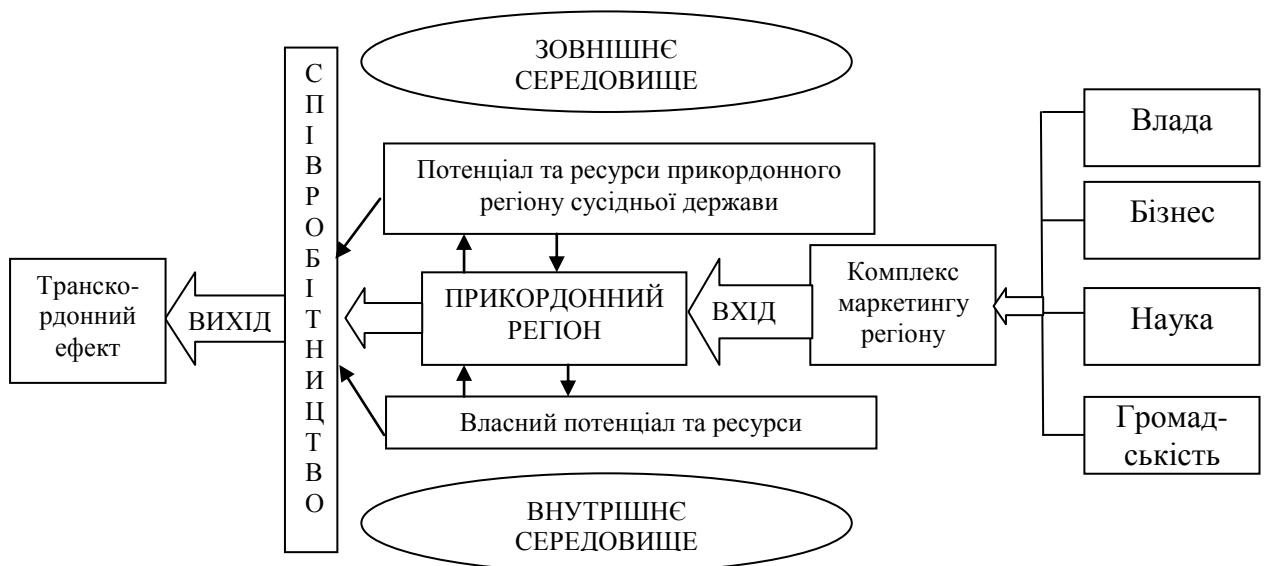 ЗОВНІШНЄ
СЕРЕДОВИЩЕ
СПІВРОБІТНИЦТВО
Потенціал та ресурси прикордонного
регіону сусідньої держави
Транско-
рдонний
ефект
ВИХІД
ПРИКОРДОННИЙ
РЕГІОН
ВХІД
Комплекс
маркетингу
регіону
Влада
Бізнес
Наука
Громад-
ськість
Власний потенціал та ресурси
ВНУТРІШНЄ
СЕРЕДОВИЩЕ